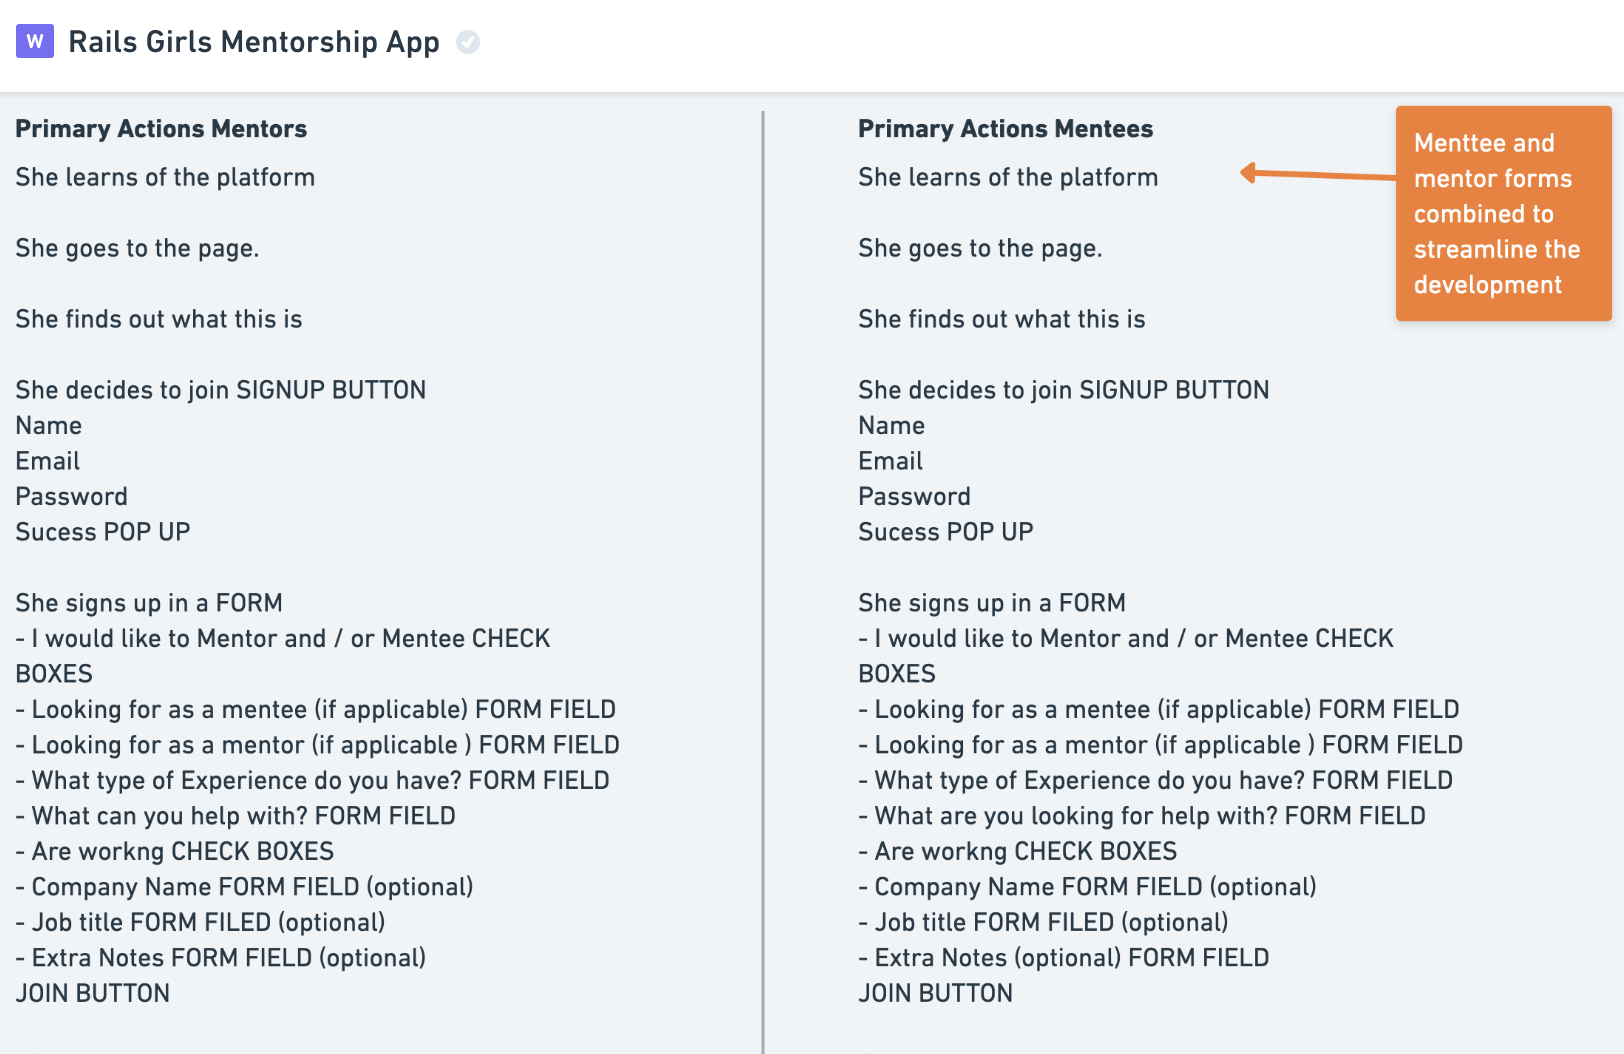 W Rails Girls Mentorship App
Primary Actions Mentors
She learns of the platform
She goes to the page.
She finds out what this is
She decides to join SIGNUP BUTTON
Name
Email
Password
Sucess POP UP
She signs up in a FORM
- I would like to Mentor and / or Mentee CHECK
BOXES
- Looking for as a mentee (if applicable) FORM FIELD
- Looking for as a mentor (if applicable ) FORM FIELD
- What type of Experience do you have? FORM FIELD
- What can you help with? FORM FIELD
- Are workng CHECK BOXES
- Company Name FORM FIELD (optional)
- Job title FORM FILED (optional)
- Extra Notes FORM FIELD (optional)
JOIN BUTTON
Primary Actions Mentees
She learns of the platform
She goes to the page.
She finds out what this is
She decides to join SIGNUP BUTTON
Name
Email
Password
Sucess POP UP
She signs up in a FORM
- I would like to Mentor and / or Mentee CHECK
BOXES
- Looking for as a mentee (if applicable) FORM FIELD
- Looking for as a mentor (if applicable ) FORM FIELD
- What type of Experience do you have? FORM FIELD
- What are you looking for help with? FORM FIELD
- Are workng CHECK BOXES
- Company Name FORM FIELD (optional)
- Job title FORM FILED (optional)
- Extra Notes (optional) FORM FIELD
JOIN BUTTON
Menttee and
mentor forms
combined to
streamline the
development